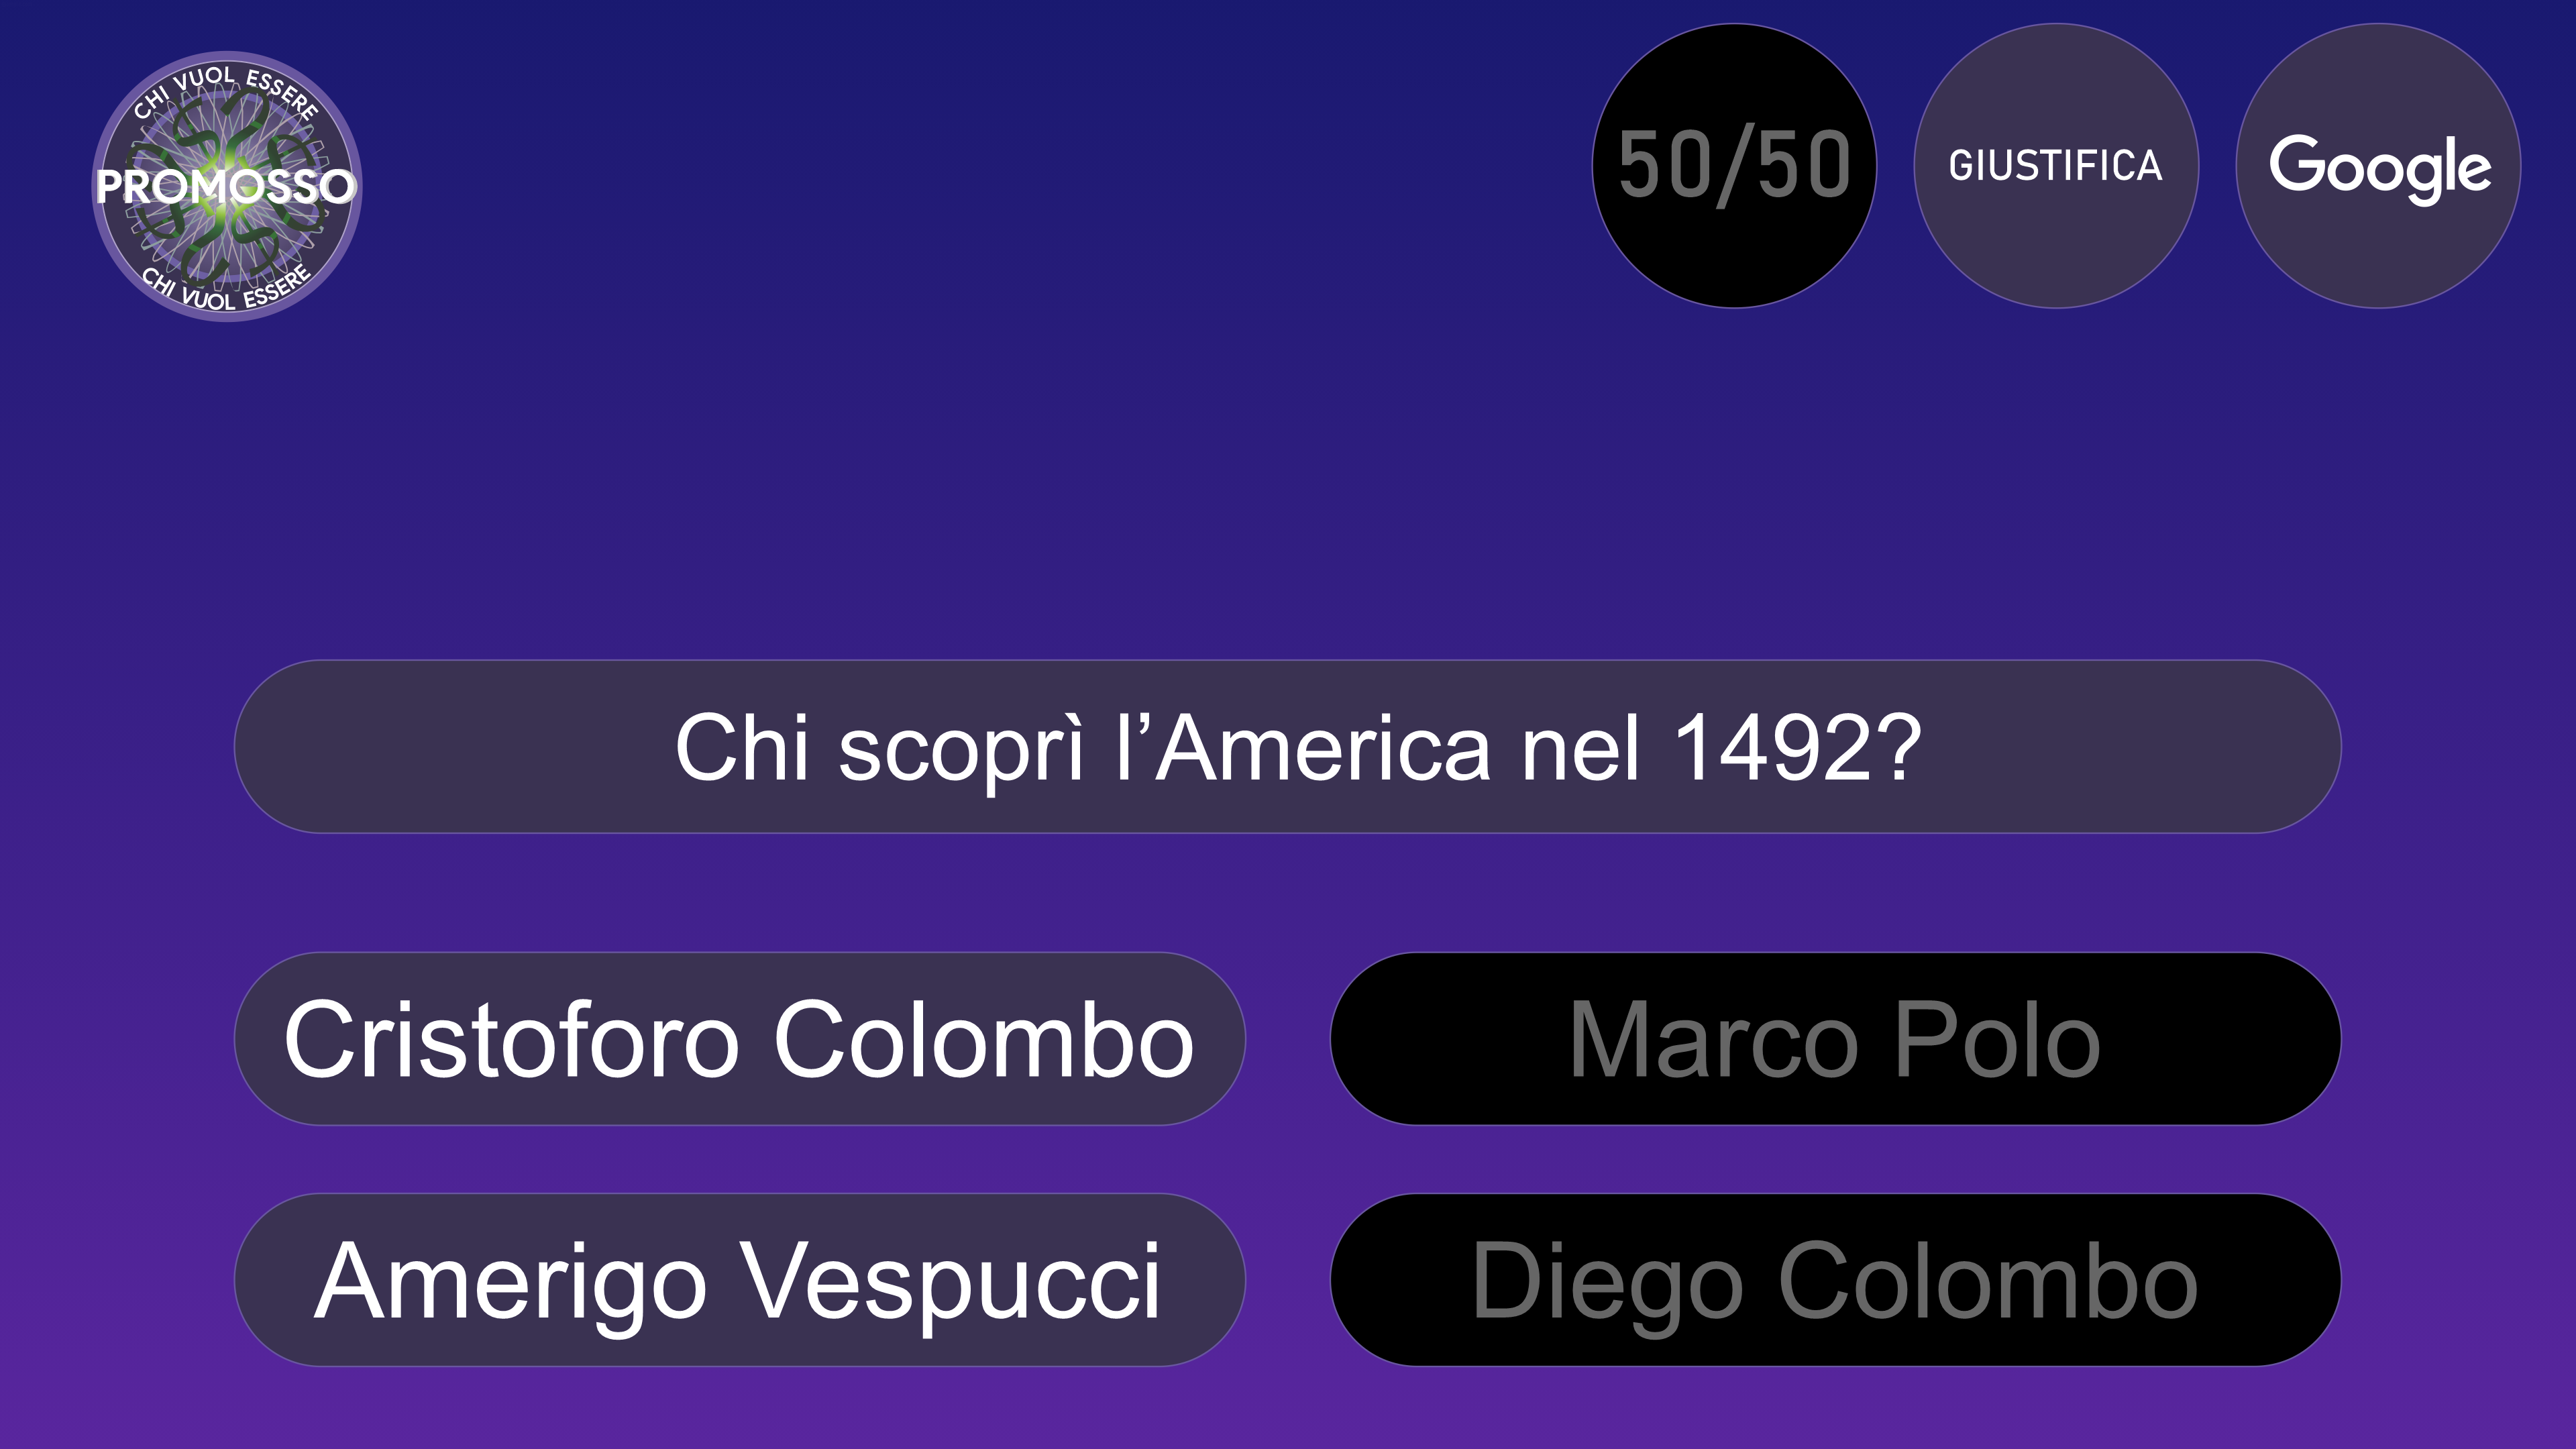 CHI VUOL ESSERE
PROMOSSO
CHI VUOL ESSERE
50/50
GIUSTIFICA
Google
Chi scoprì l’America nel 1492?
Cristoforo Colombo
Marco Polo
Amerigo Vespucci
Diego Colombo